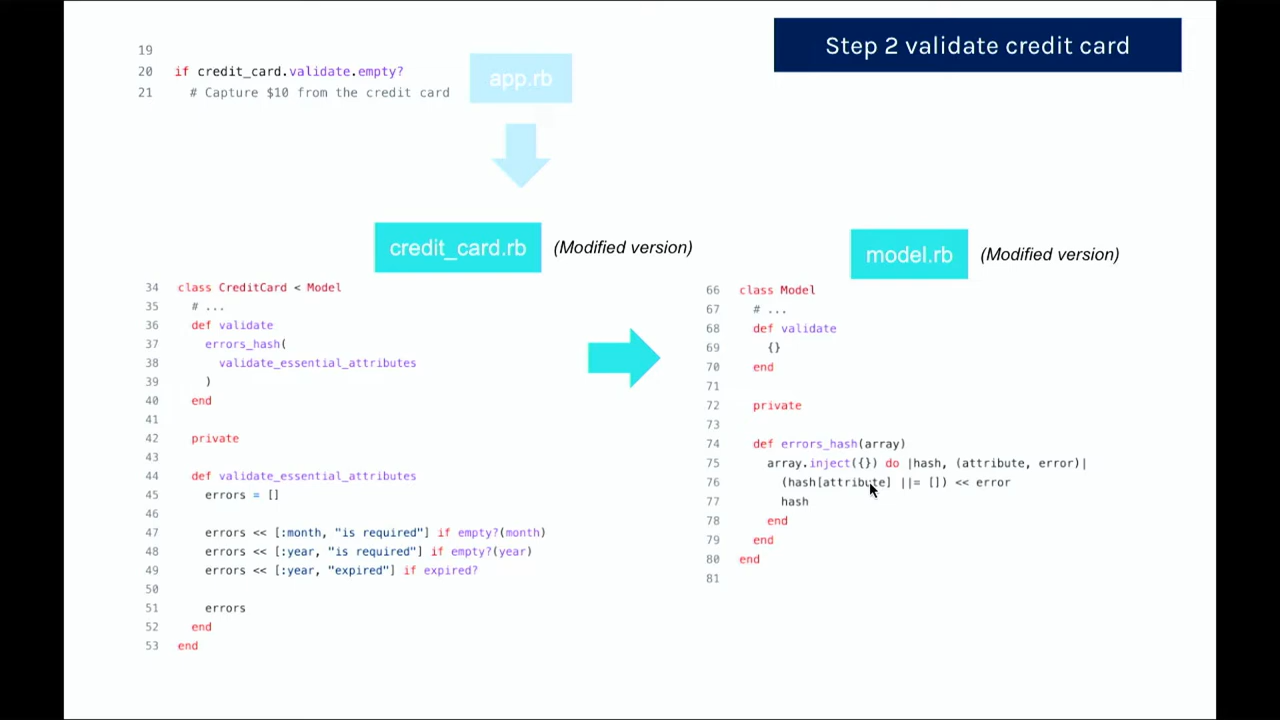 Step 2 validate credit card
19
20 if credit_card.validate.empty?
21 # Capture $10 from the credit card
app.rb
credit_card.rb (Modified version)
34 class CreditCard < Model
35 # ...
36 def validate
37 errors_hash(
38 validate_essential_attributes
39 )
40 end
41
42 private
43
44 def validate_essential_attributes
45 errors = []
46
47 errors << [:month, "is required"] if empty?(month)
48 errors << [:year, "is required"] if empty?(year)
49 errors << [:year, "expired"] if expired?
50
51 errors
52 end
53 end
model.rb (Modified version)
66 class Model
67 # ...
68 def validate
69 {}
70 end
71
72 private
73
74 def errors_hash(array)
75 array.inject({}) do |hash, (attribute, error)|
76 (hash[attribute] ||= []) << error
77 hash
78 end
79 end
80 end
81